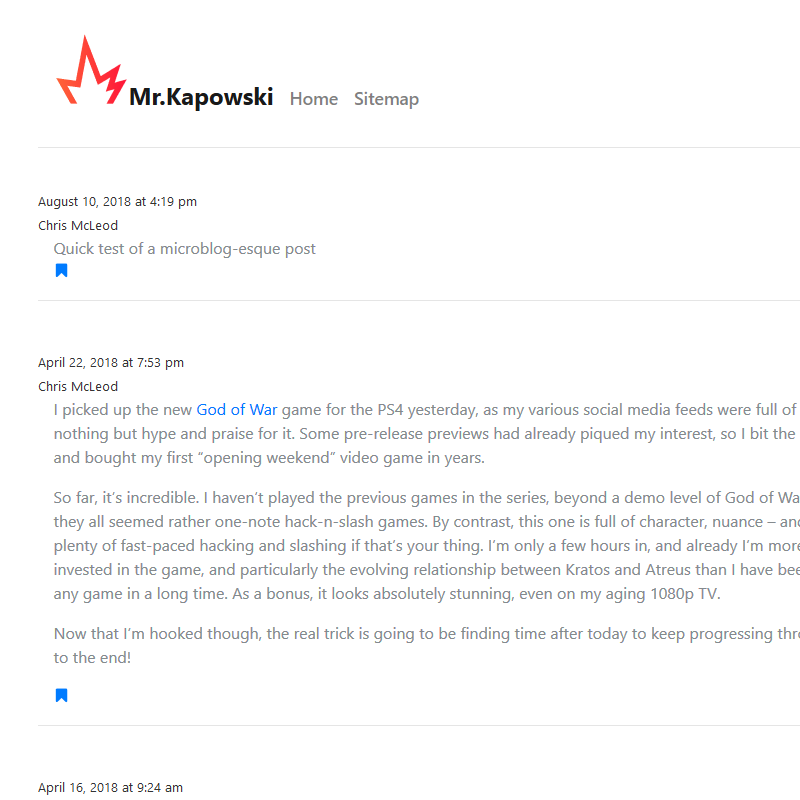 Mr.Kapowski Home Sitemap
August 10, 2018 at 4:19 pm
Chris McLeod
Quick test of a microblog-esque post
April 22, 2018 at 7:53 pm
Chris McLeod
I picked up the new God of War game for the PS4 yesterday, as my various social media feeds were full of
nothing but hype and praise for it. Some pre-release previews had already piqued my interest, so I bit the
and bought my first “opening weekend” video game in years.
So far, it’s incredible. I haven’t played the previous games in the series, beyond a demo level of God of Wa
they all seemed rather one-note hack-n-slash games. By contrast, this one is full of character, nuance – and
plenty of fast-paced hacking and slashing if that’s your thing. I’m only a few hours in, and already I’m more
invested in the game, and particularly the evolving relationship between Kratos and Atreus than I have bee
any game in a long time. As a bonus, it looks absolutely stunning, even on my aging 1080p TV.
Now that I’m hooked though, the real trick is going to be finding time after today to keep progressing thro
to the end!
April 16, 2018 at 9:24 am